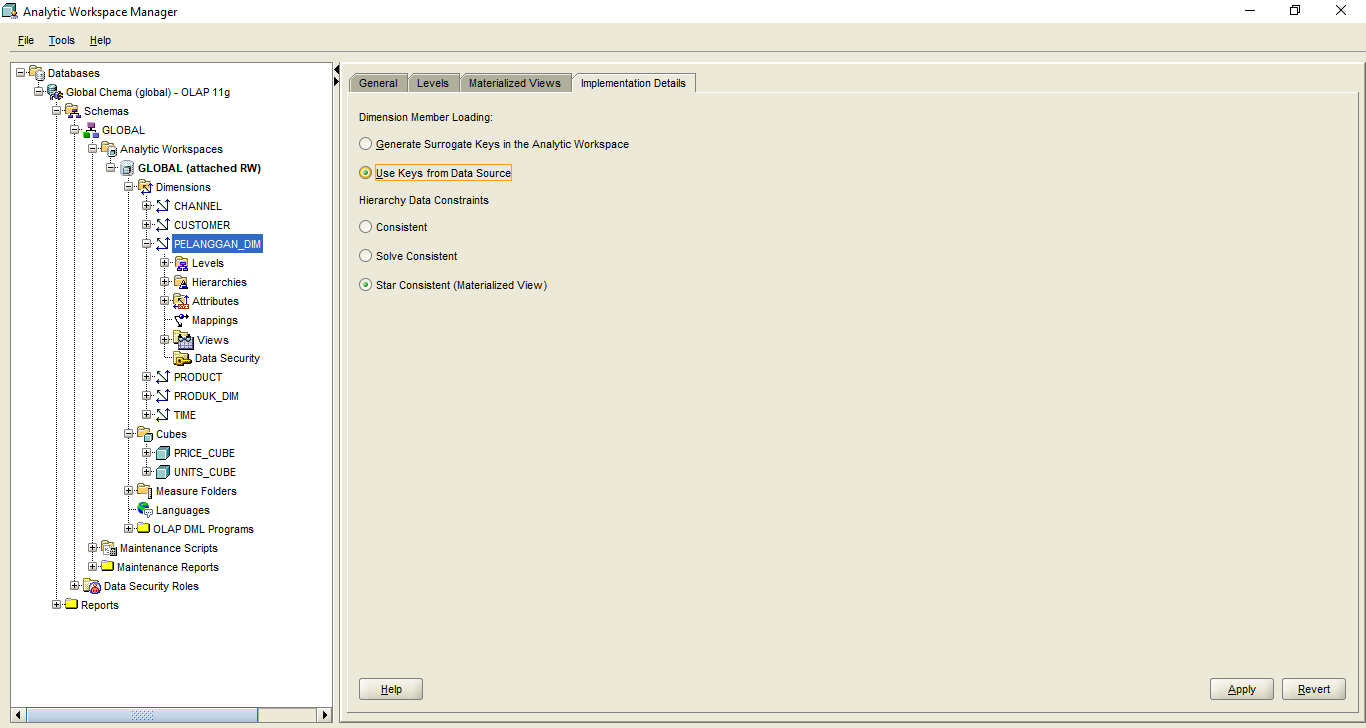 Analytic Workspace Manager
File Tools Help
Databases
Global Chema (global) - OLAP 11g
Schemas
GLOBAL
Analytic Workspaces
GLOBAL (attached RW)
Dimensions
CHANNEL
CUSTOMER
PELANGGAN_DIM
Levels
Hierarchies
Attributes
Mappings
Views
Data Security
PRODUCT
PRODUK_DIM
TIME
Cubes
PRICE_CUBE
UNITS_CUBE
Measure Folders
Languages
OLAP DML Programs
Maintenance Scripts
Maintenance Reports
Data Security Roles
Reports
General Levels Materialized Views Implementation Details
Dimension Member Loading:
Generate Surrogate Keys in the Analytic Workspace
Use Keys from Data Source
Hierarchy Data Constraints
Consistent
Solve Consistent
Star Consistent (Materialized View)
Help Apply Revert